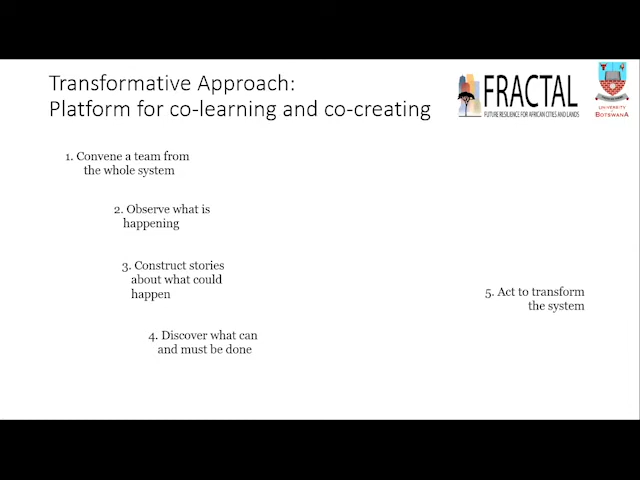 Transformative Approach:
Platform for co-learning and co-creating
FRACTAL
FUTURE RESILIENCE FOR AFRICAN CITIES AND LANDS
UNIVERSITY
BOTSWANA
1. Convene a team from
the whole system
2. Observe what is
happening
3. Construct stories
about what could
happen
4. Discover what can
and must be done
5. Act to transform
the system